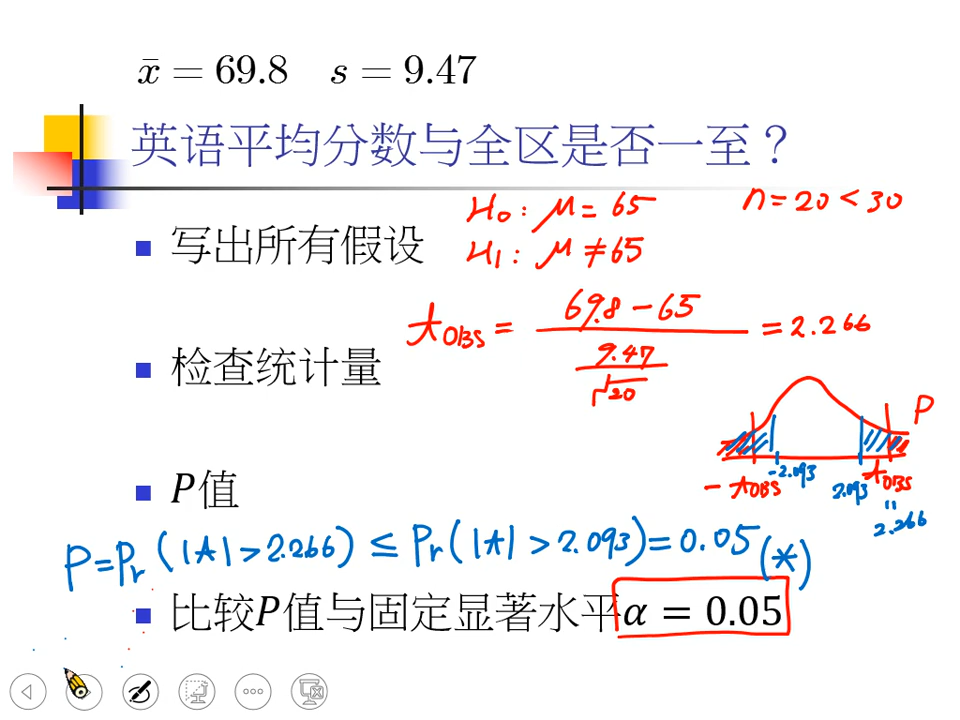 x̄ = 69.8 s = 9.47
英语平均分数与全区是否一至？
H₀: μ = 65 n = 20 < 30
写出所有假设
H₁: μ ≠ 65
t_OBS = (69.8 - 65) / (9.47 / √20) = 2.266
检查统计量
P
-t_OBS -2.093 2.093 t_OBS
"
2.266
P值
P = Pr(|t| > 2.266) ≤ Pr(|t| > 2.093) = 0.05 (*)
比较P值与固定显著水平α = 0.05